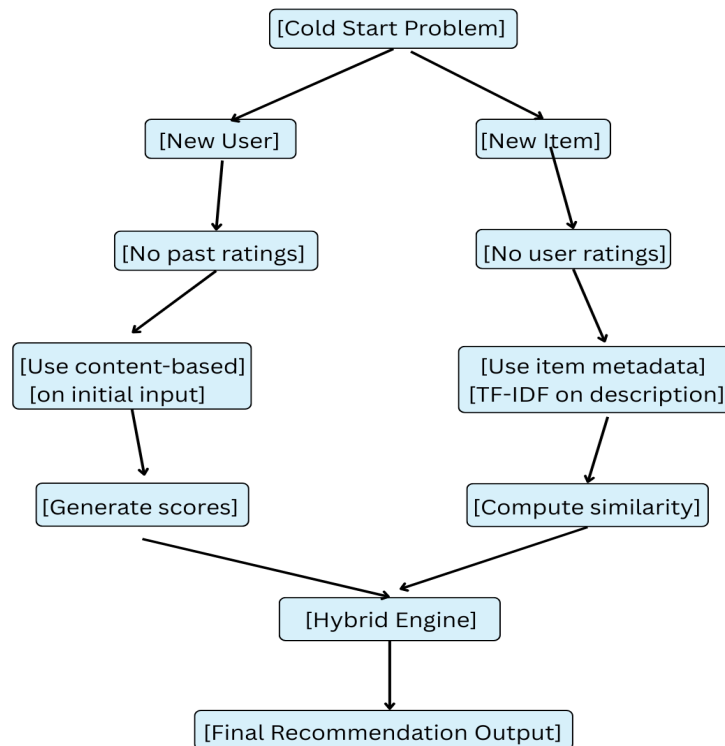 [Cold Start Problem]
[New User]
[New Item]
[No past ratings]
[No user ratings]
[Use content-based]
[on initial input]
[Use item metadata]
[TF-IDF on description]
[Generate scores]
[Compute similarity]
[Hybrid Engine]
[Final Recommendation Output]